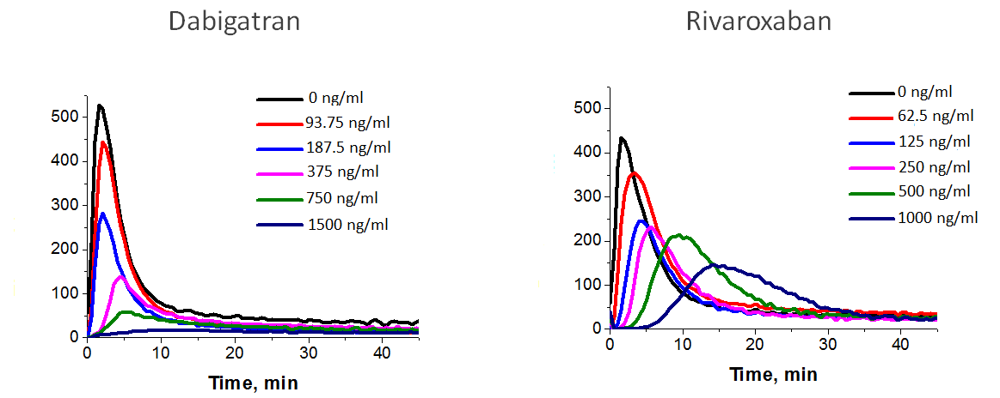 Dabigatran
500
400
300
200
100
0
0 10 20 30 40
Time, min
0 ng/ml
93.75 ng/ml
187.5 ng/ml
375 ng/ml
750 ng/ml
1500 ng/ml
Rivaroxaban
500
400
300
200
100
0
0 10 20 30 40
Time, min
0 ng/ml
62.5 ng/ml
125 ng/ml
250 ng/ml
500 ng/ml
1000 ng/ml